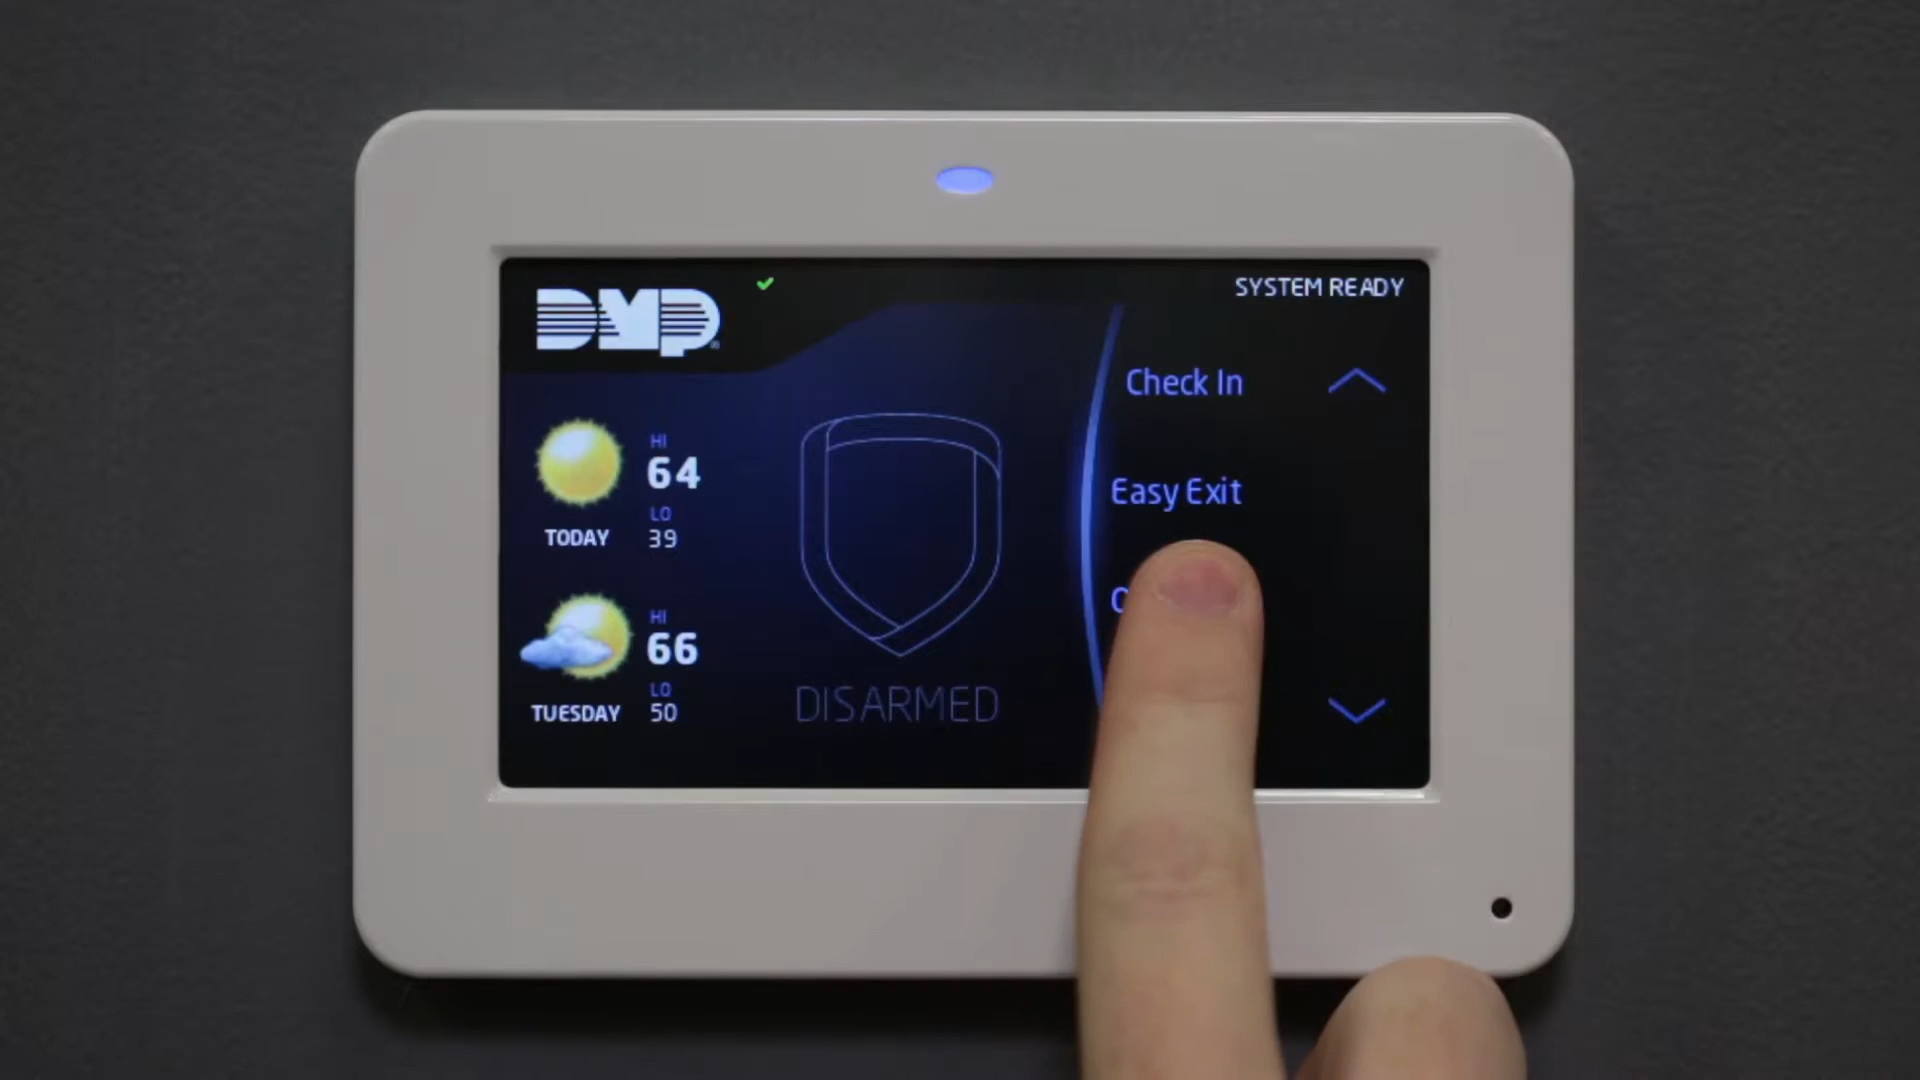 DMP
SYSTEM READY
HI
64
LO
39
TODAY
HI
66
LO
50
TUESDAY
DISARMED
Check In
Easy Exit